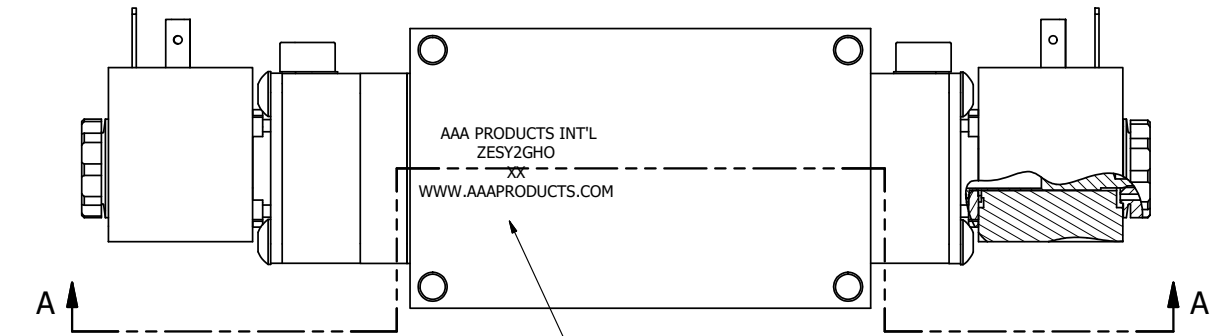 AAA PRODUCTS INT'L
ZESY2GHO
XX
WWW.AAAPRODUCTS.COM
A A